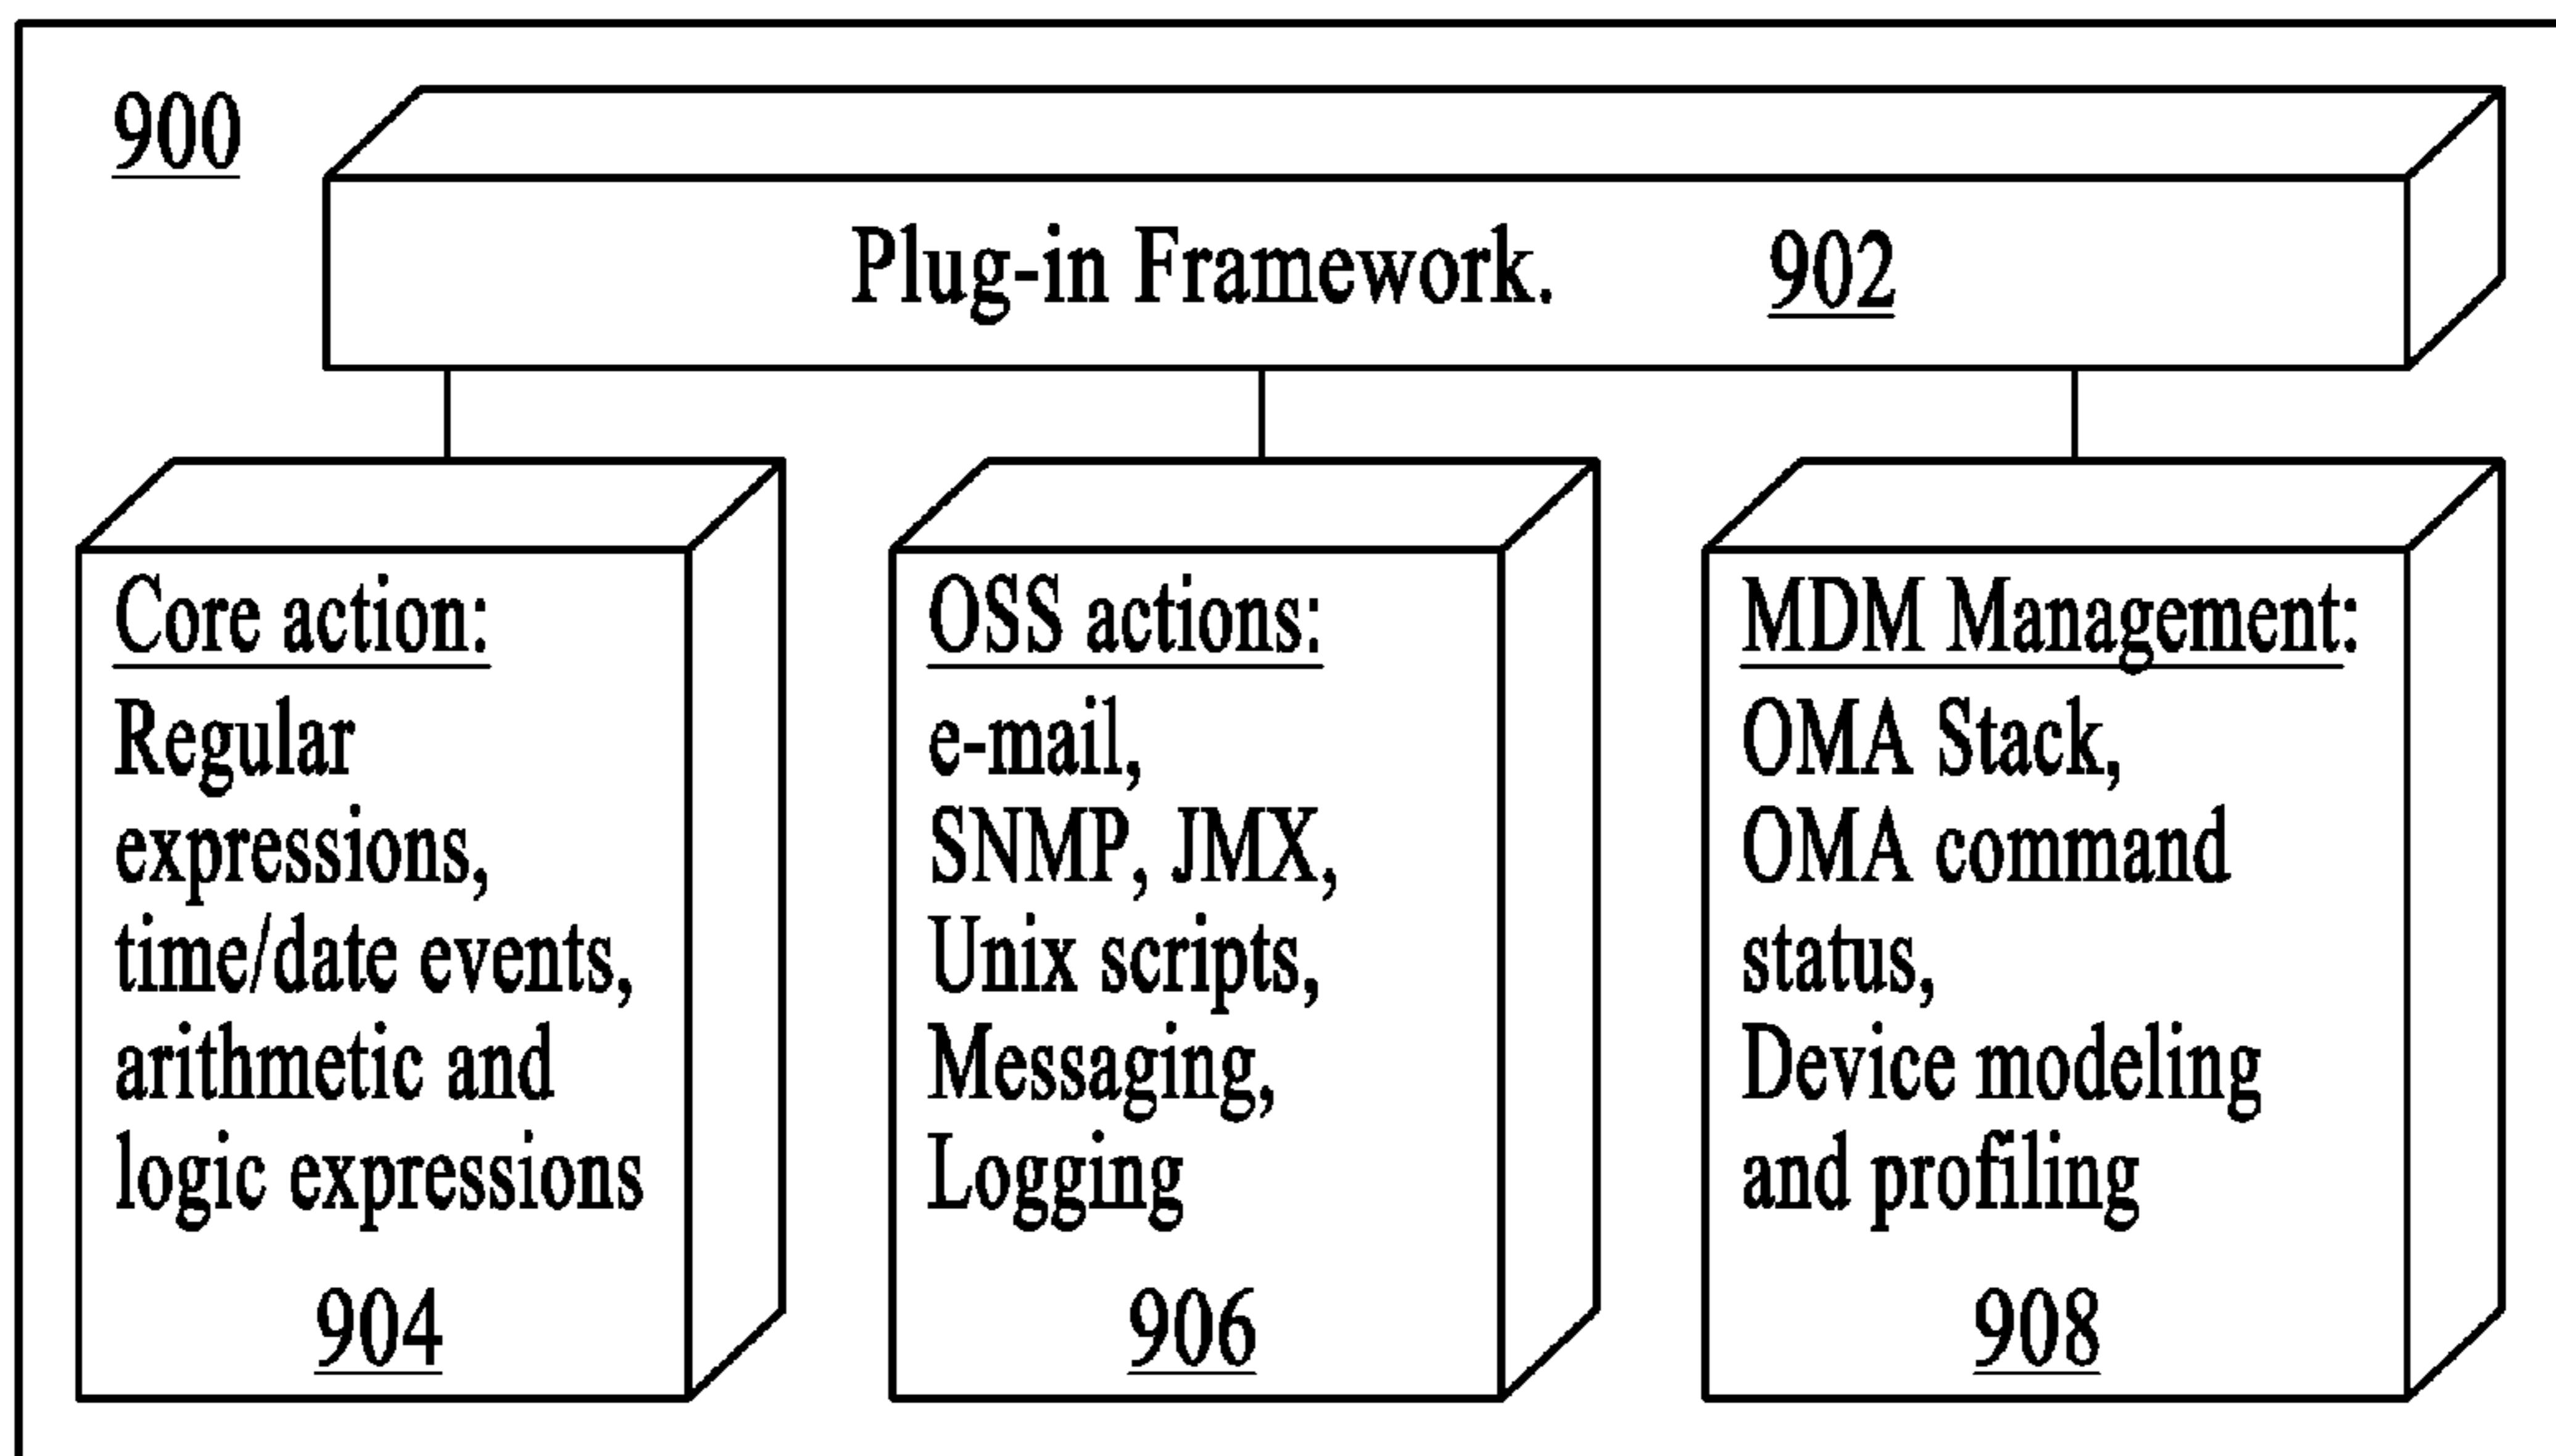 900
Plug-in Framework. 902
Core action:
Regular
expressions,
time/date events,
arithmetic and
logic expressions
904
OSS actions:
e-mail,
SNMP, JMX,
Unix scripts,
Messaging,
Logging
906
MDM Management:
OMA Stack,
OMA command
status,
Device modeling
and profiling
908